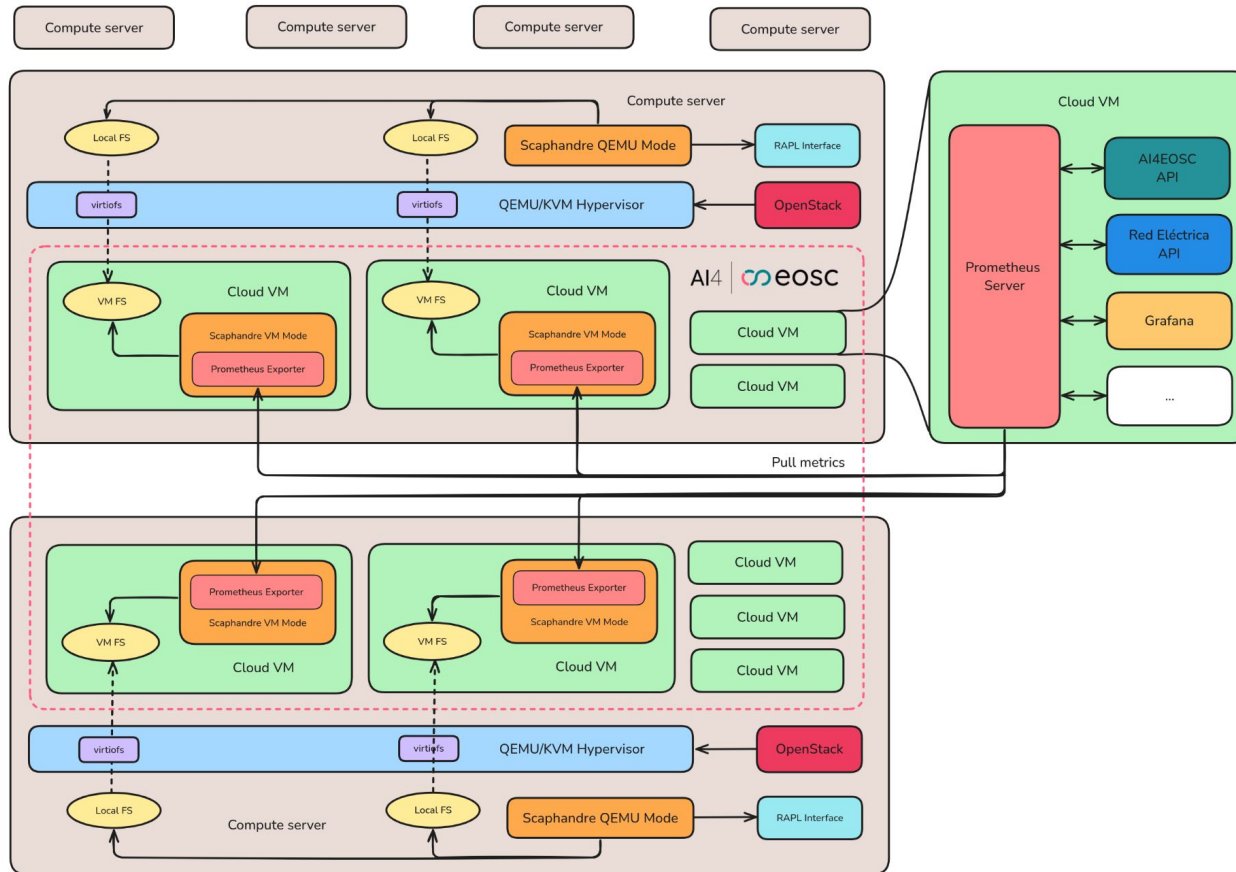 Compute server
Compute server
Compute server
Compute server
Compute server
Local FS
Local FS
Scaphandre QEMU Mode
RAPL Interface
virtiofs
virtiofs
QEMU/KVM Hypervisor
OpenStack
Cloud VM
VM FS
Scaphandre VM Mode
Prometheus Exporter
Cloud VM
VM FS
Scaphandre VM Mode
Prometheus Exporter
AI4 eosc
Cloud VM
Cloud VM
Cloud VM
Prometheus
Server
AI4EOSC
API
Red Eléctrica
API
Grafana
...
Pull metrics
Prometheus Exporter
Scaphandre VM Mode
VM FS
Cloud VM
Prometheus Exporter
Scaphandre VM Mode
VM FS
Cloud VM
Cloud VM
Cloud VM
Cloud VM
virtiofs
virtiofs
QEMU/KVM Hypervisor
OpenStack
Local FS
Local FS
Compute server
Scaphandre QEMU Mode
RAPL Interface